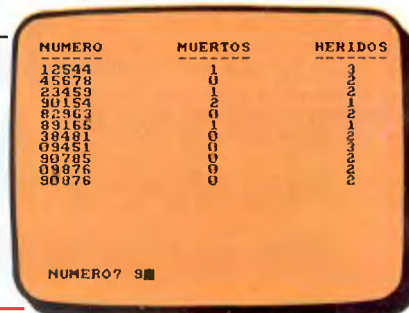 NUMERO MUERTOS HERIDOS
12544 1 3
45678 0 2
23459 1 2
90154 2 1
82963 0 2
89165 1 1
38481 0 2
09451 0 3
90785 0 2
09876 0 2
90876 0 2
NUMERO? 9